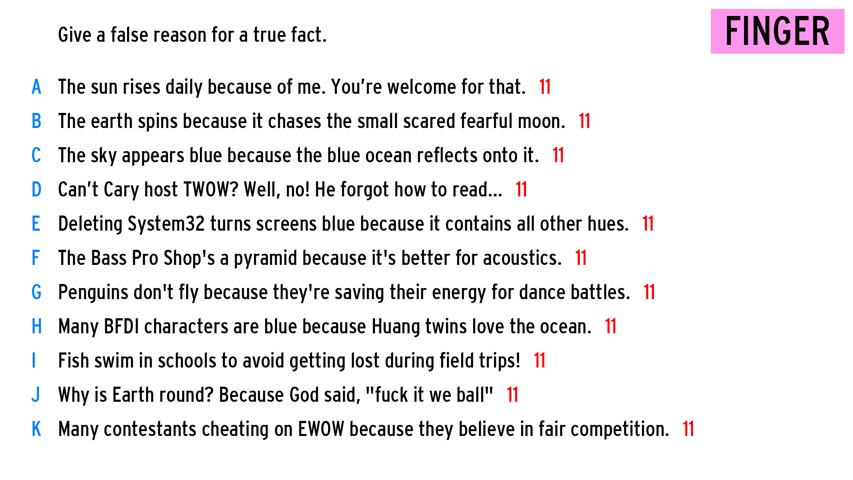 Give a false reason for a true fact.
FINGER
A The sun rises daily because of me. You're welcome for that. 11
B The earth spins because it chases the small scared fearful moon. 11
C The sky appears blue because the blue ocean reflects onto it. 11
D Can't Cary host TWOW? Well, no! He forgot how to read... 11
E Deleting System32 turns screens blue because it contains all other hues. 11
F The Bass Pro Shop's a pyramid because it's better for acoustics. 11
G Penguins don't fly because they're saving their energy for dance battles. 11
H Many BFDI characters are blue because Huang twins love the ocean. 11
I Fish swim in schools to avoid getting lost during field trips! 11
J Why is Earth round? Because God said, "fuck it we ball" 11
K Many contestants cheating on EWOW because they believe in fair competition. 11